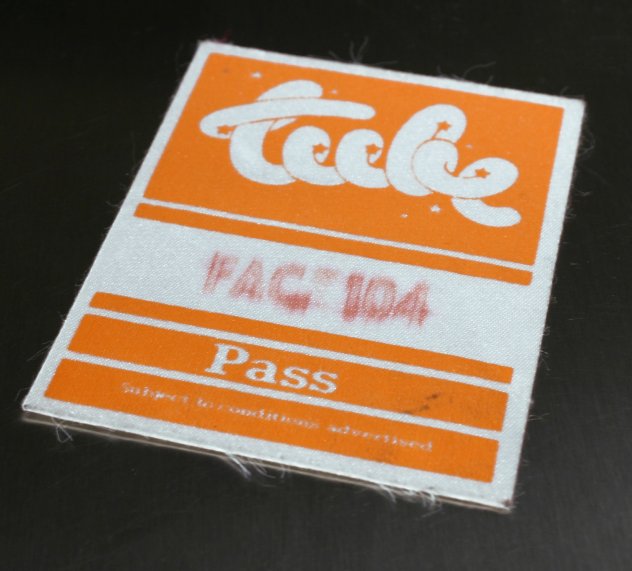 Tube
FAC 104
Pass
Subject to conditions advertised